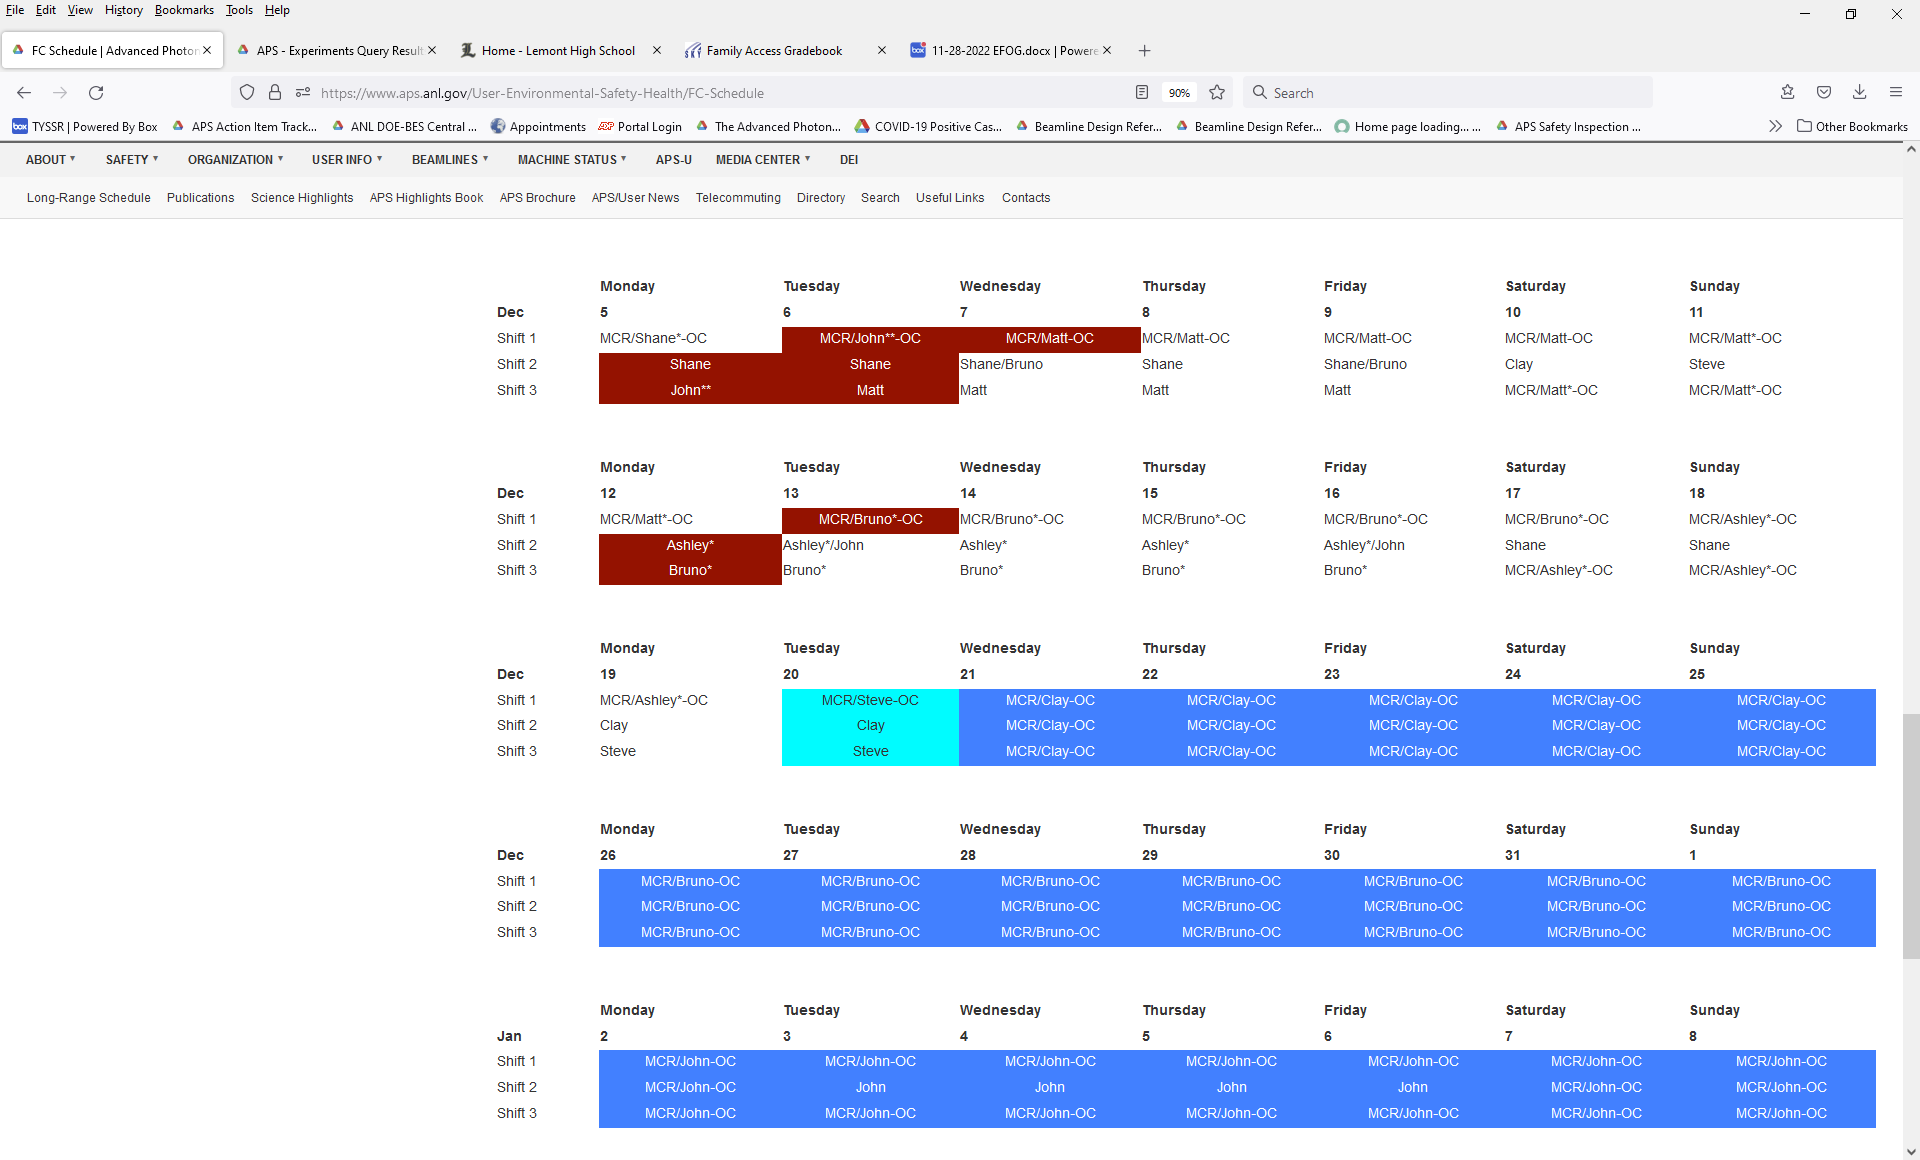 File Edit View History Bookmarks Tools Help
FC Schedule | Advanced Photon APS - Experiments Query Result Home - Lemont High School Family Access Gradebook 11-28-2022 EFOG.docx | Powere
https://www.aps.anl.gov/User-Environmental-Safety-Health/FC-Schedule 90% Search
box TYSSR | Powered By Box APS Action Item Track... ANL DOE-BES Central ... Appointments ADP Portal Login The Advanced Photon... COVID-19 Positive Cas... Beamline Design Refer... Beamline Design Refer... Home page loading... ... APS Safety Inspection ... Other Bookmarks
ABOUT SAFETY ORGANIZATION USER INFO BEAMLINES MACHINE STATUS APS-U MEDIA CENTER DEI
Long-Range Schedule Publications Science Highlights APS Highlights Book APS Brochure APS/User News Telecommuting Directory Search Useful Links Contacts
Monday Tuesday Wednesday Thursday Friday Saturday Sunday
Dec 5 6 7 8 9 10 11
Shift 1 MCR/Shane*-OC MCR/John**-OC MCR/Matt-OC MCR/Matt-OC MCR/Matt-OC MCR/Matt-OC MCR/Matt*-OC
Shift 2 Shane Shane Shane/Bruno Shane Shane/Bruno Clay Steve
Shift 3 John** Matt Matt Matt Matt MCR/Matt*-OC MCR/Matt*-OC
Monday Tuesday Wednesday Thursday Friday Saturday Sunday
Dec 12 13 14 15 16 17 18
Shift 1 MCR/Matt*-OC MCR/Bruno*-OC MCR/Bruno*-OC MCR/Bruno*-OC MCR/Bruno*-OC MCR/Bruno*-OC MCR/Ashley*-OC
Shift 2 Ashley* Ashley*/John Ashley* Ashley* Ashley*/John Shane Shane
Shift 3 Bruno* Bruno* Bruno* Bruno* Bruno* MCR/Ashley*-OC MCR/Ashley*-OC
Monday Tuesday Wednesday Thursday Friday Saturday Sunday
Dec 19 20 21 22 23 24 25
Shift 1 MCR/Ashley*-OC MCR/Steve-OC MCR/Clay-OC MCR/Clay-OC MCR/Clay-OC MCR/Clay-OC MCR/Clay-OC
Shift 2 Clay Clay MCR/Clay-OC MCR/Clay-OC MCR/Clay-OC MCR/Clay-OC MCR/Clay-OC
Shift 3 Steve Steve MCR/Clay-OC MCR/Clay-OC MCR/Clay-OC MCR/Clay-OC MCR/Clay-OC
Monday Tuesday Wednesday Thursday Friday Saturday Sunday
Dec 26 27 28 29 30 31 1
Shift 1 MCR/Bruno-OC MCR/Bruno-OC MCR/Bruno-OC MCR/Bruno-OC MCR/Bruno-OC MCR/Bruno-OC MCR/Bruno-OC
Shift 2 MCR/Bruno-OC MCR/Bruno-OC MCR/Bruno-OC MCR/Bruno-OC MCR/Bruno-OC MCR/Bruno-OC MCR/Bruno-OC
Shift 3 MCR/Bruno-OC MCR/Bruno-OC MCR/Bruno-OC MCR/Bruno-OC MCR/Bruno-OC MCR/Bruno-OC MCR/Bruno-OC
Monday Tuesday Wednesday Thursday Friday Saturday Sunday
Jan 2 3 4 5 6 7 8
Shift 1 MCR/John-OC MCR/John-OC MCR/John-OC MCR/John-OC MCR/John-OC MCR/John-OC MCR/John-OC
Shift 2 MCR/John-OC John John John John MCR/John-OC MCR/John-OC
Shift 3 MCR/John-OC MCR/John-OC MCR/John-OC MCR/John-OC MCR/John-OC MCR/John-OC MCR/John-OC